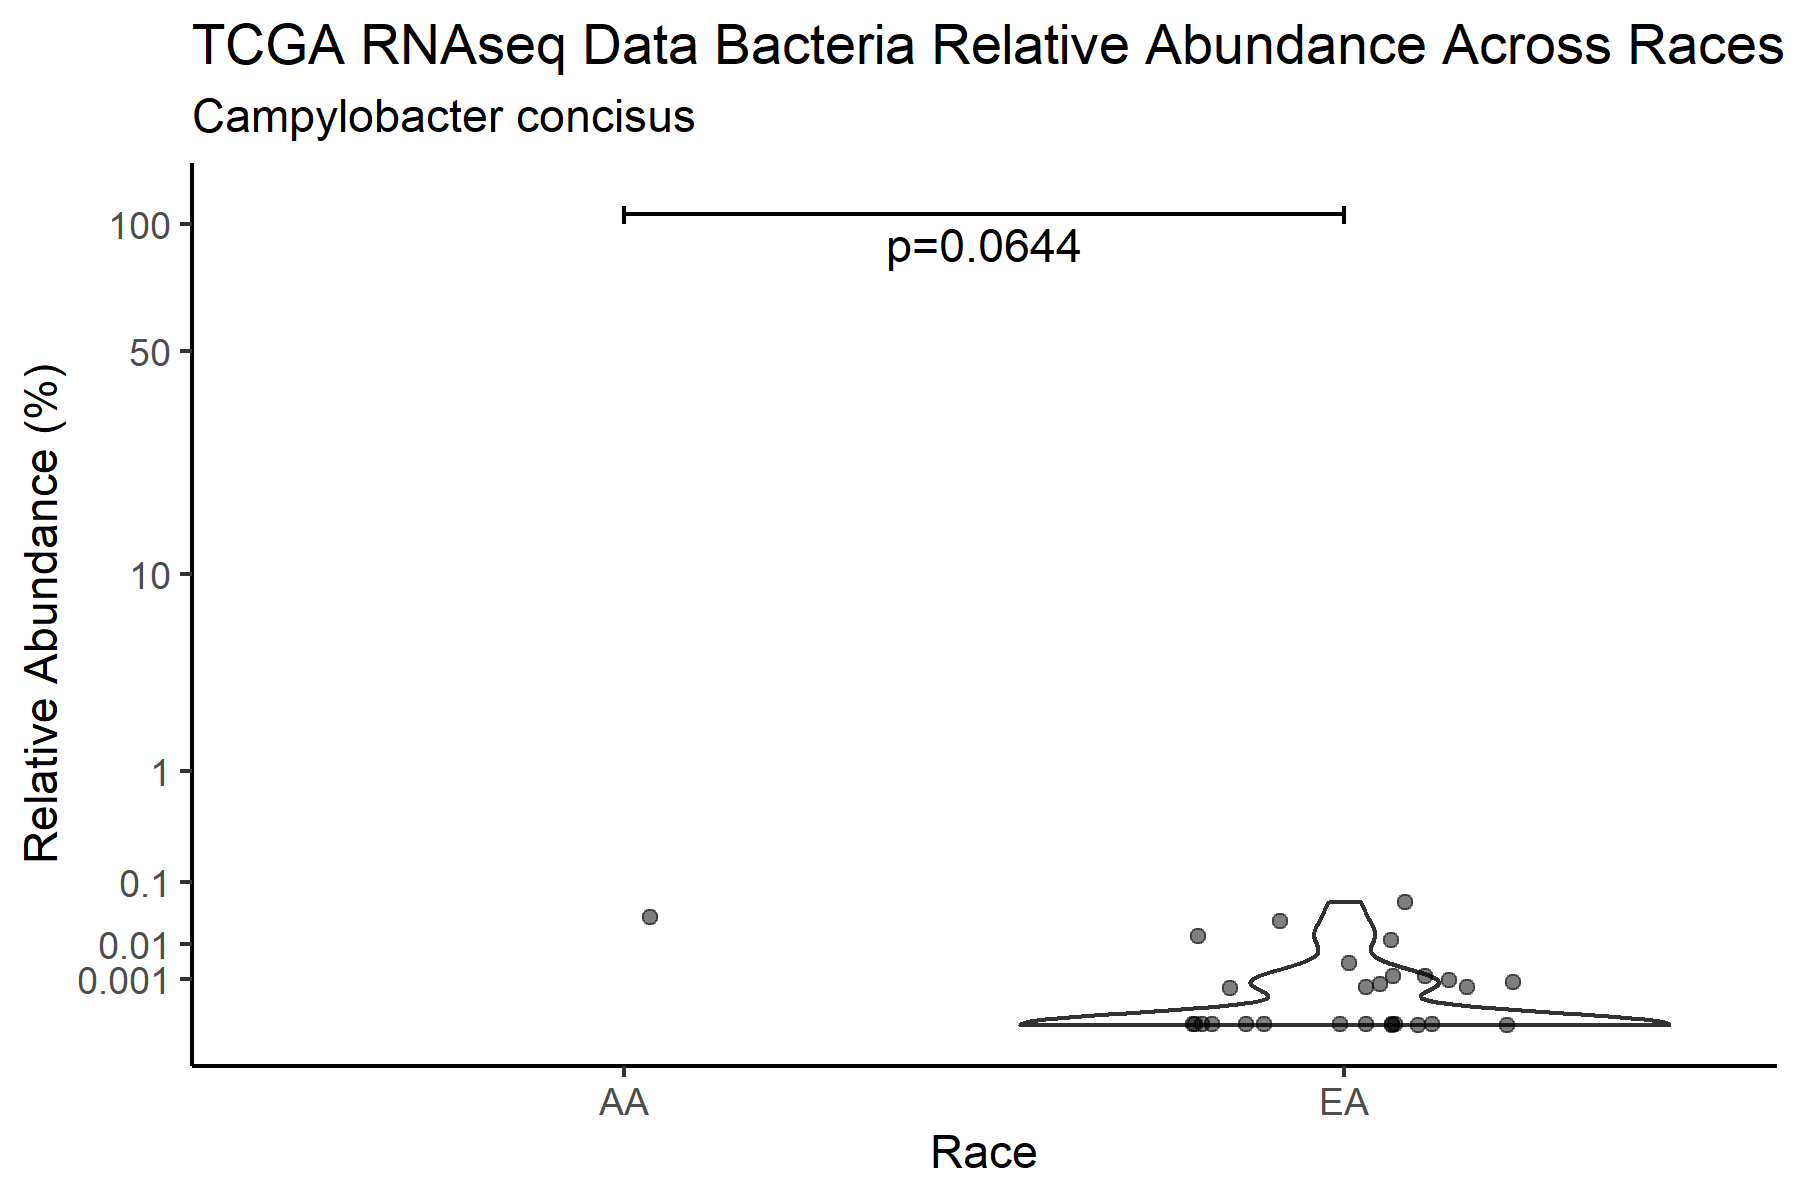 TCGA RNAseq Data Bacteria Relative Abundance Across Races
Campylobacter concisus
100
p=0.0644
50
10
1
0.1
0.01
0.001
Relative Abundance (%)
AA
EA
Race